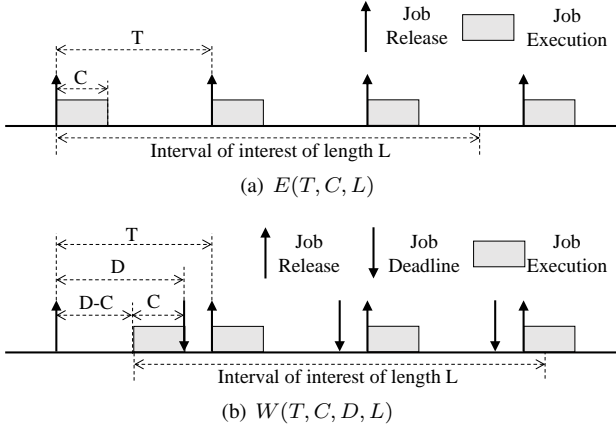 T
C
Job
Release
Job
Execution
Interval of interest of length L
(a) E(T, C, L)
T
D
D-C
C
Job
Release
Job
Deadline
Job
Execution
Interval of interest of length L
(b) W(T, C, D, L)